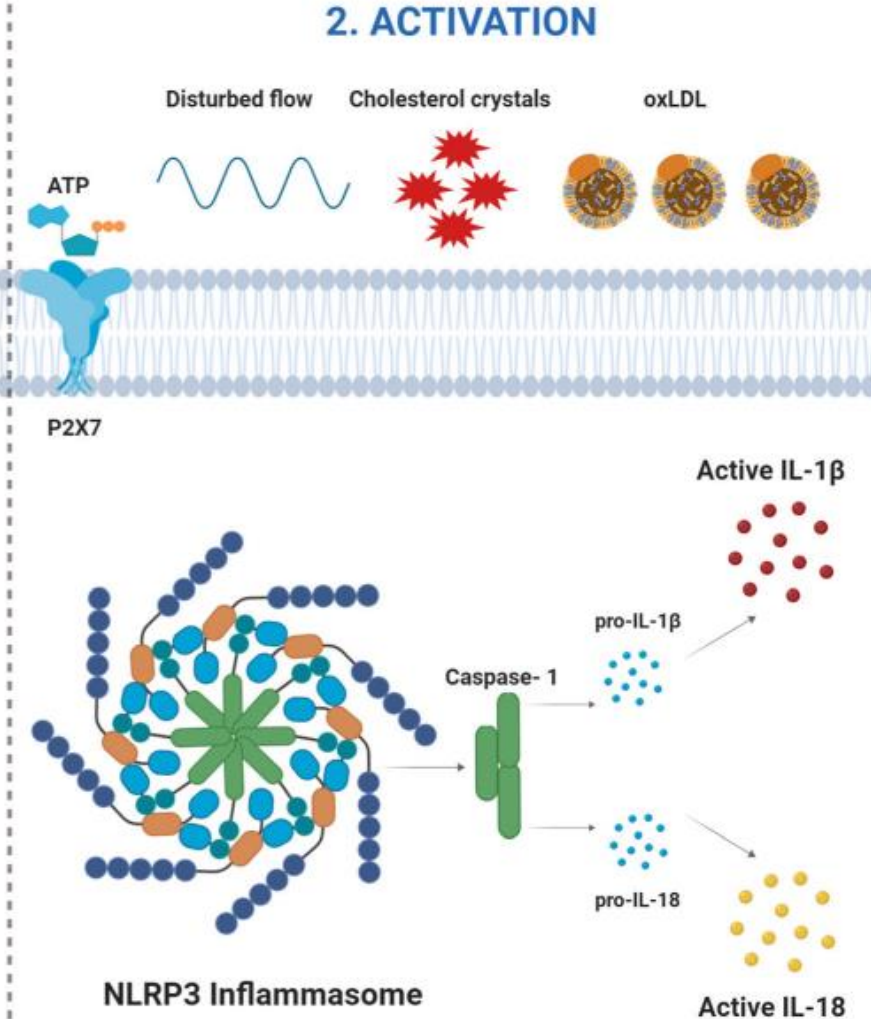 2. ACTIVATION
Disturbed flow
Cholesterol crystals
oxLDL
ATP
P2X7
Active IL-1β
pro-IL-1β
Caspase- 1
pro-IL-18
NLRP3 Inflammasome
Active IL-18